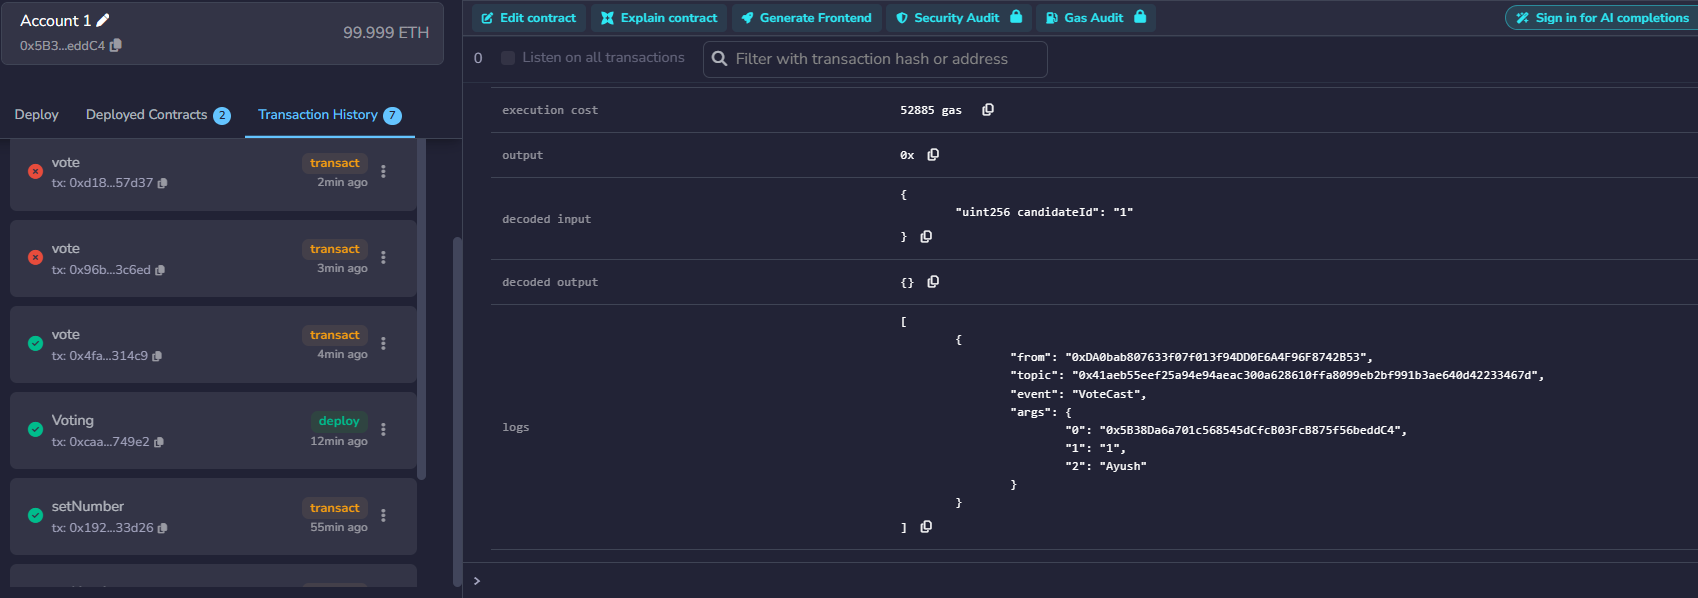 Account 1
0x5B3...eddC4
99.999 ETH
Deploy
Deployed Contracts 2
Transaction History 7
vote
transact
tx: 0xd18...57d37
2min ago
vote
transact
tx: 0x96b...3c6ed
3min ago
vote
transact
tx: 0x4fa...314c9
4min ago
Voting
deploy
tx: 0xcaa...749e2
12min ago
setNumber
transact
tx: 0x192...33d26
55min ago
Edit contract
Explain contract
Generate Frontend
Security Audit
Gas Audit
Sign in for AI completions
0
Listen on all transactions
Filter with transaction hash or address
execution cost
52885 gas
output
0x
decoded input
{
"uint256 candidateId": "1"
}
decoded output
{}
logs
[
{
"from": "0xDA0bab807633f07f013f94DD0E6A4F96F8742B53",
"topic": "0x41aeb55eef25a94e94aeac300a628610ffa8099eb2bf991b3ae640d42233467d",
"event": "VoteCast",
"args": {
"0": "0x5B38Da6a701c568545dCfcB03FcB875f56beddC4",
"1": "1",
"2": "Ayush"
}
}
]
>